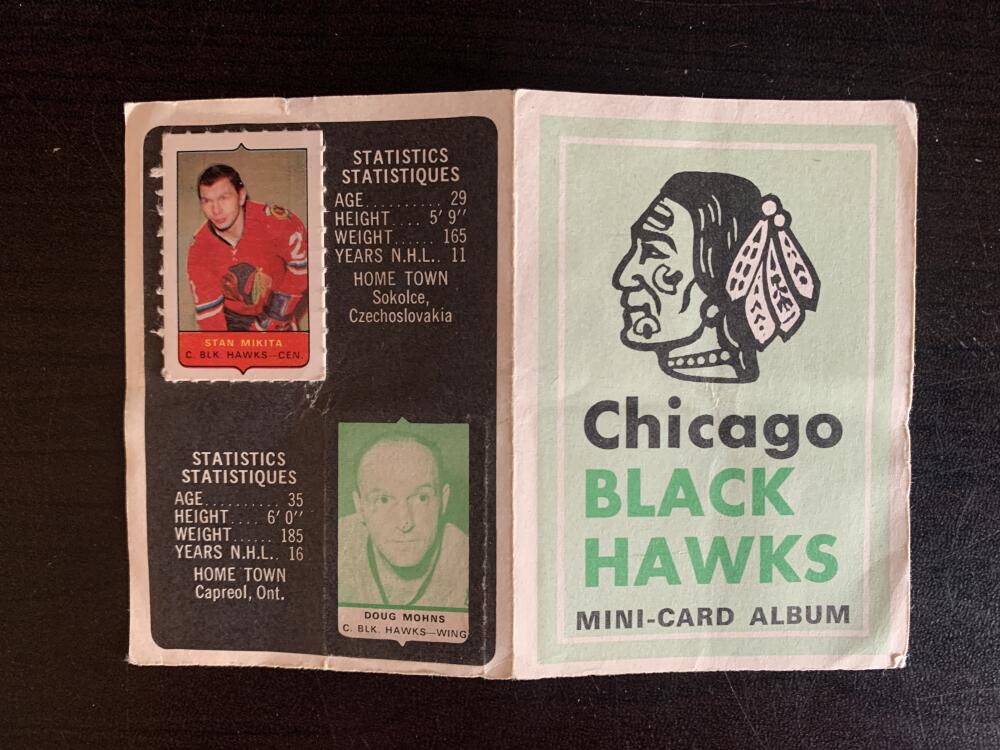 STATISTICS
STATISTIQUES
AGE.......... 29
HEIGHT.... 5' 9"
WEIGHT...... 165
YEARS N.H.L.. 11
HOME TOWN
Sokolce,
Czechoslovakia
2
STAN MIKITA
C. BLK. HAWKS—CEN.
STATISTICS
STATISTIQUES
AGE.......... 35
HEIGHT.... 6' 0"
WEIGHT...... 185
YEARS N.H.L.. 16
HOME TOWN
Capreol, Ont.
DOUG MOHNS
C. BLK. HAWKS—WING
Chicago
BLACK
HAWKS
MINI-CARD ALBUM